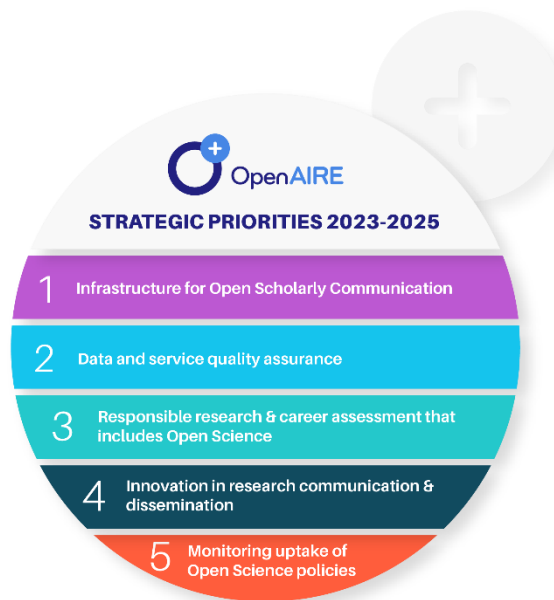 OpenAIRE
STRATEGIC PRIORITIES 2023-2025
1 Infrastructure for Open Scholarly Communication
2 Data and service quality assurance
3 Responsible research & career assessment that
includes Open Science
4 Innovation in research communication &
dissemination
5 Monitoring uptake of
Open Science policies